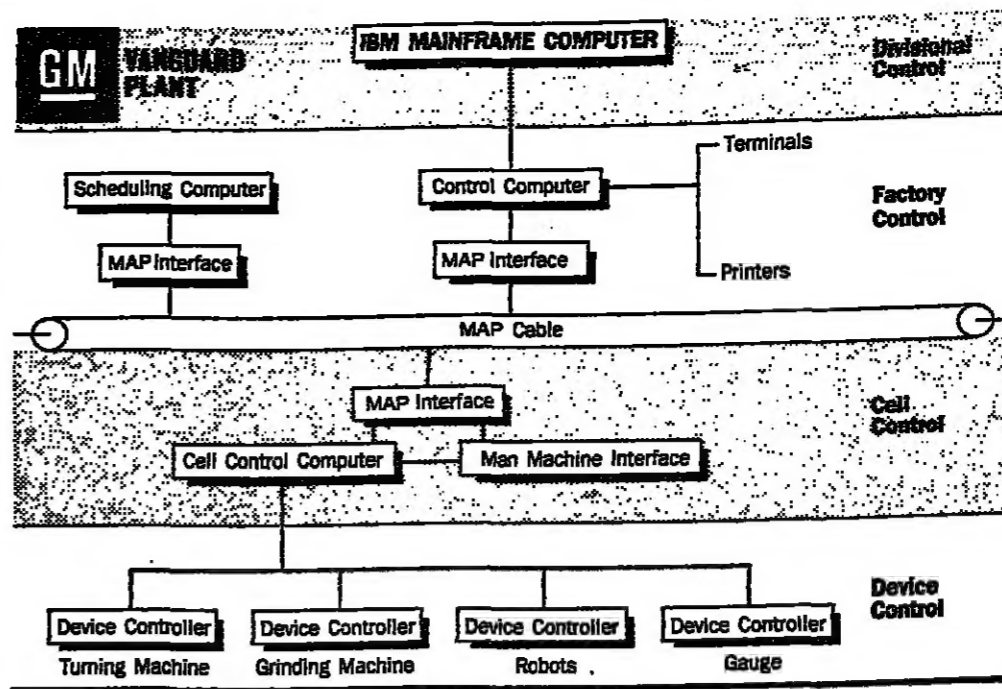 GM
VANGUARD
PLANT
IBM MAINFRAME COMPUTER
Divisional
Control
Scheduling Computer
Control Computer
Terminals
Factory
Control
MAP Interface
MAP Interface
Printers
MAP Cable
MAP Interface
Cell
Control
Cell Control Computer
Man Machine Interface
Device
Control
Device Controller
Device Controller
Device Controller
Device Controller
Turning Machine
Grinding Machine
Robots
Gauge